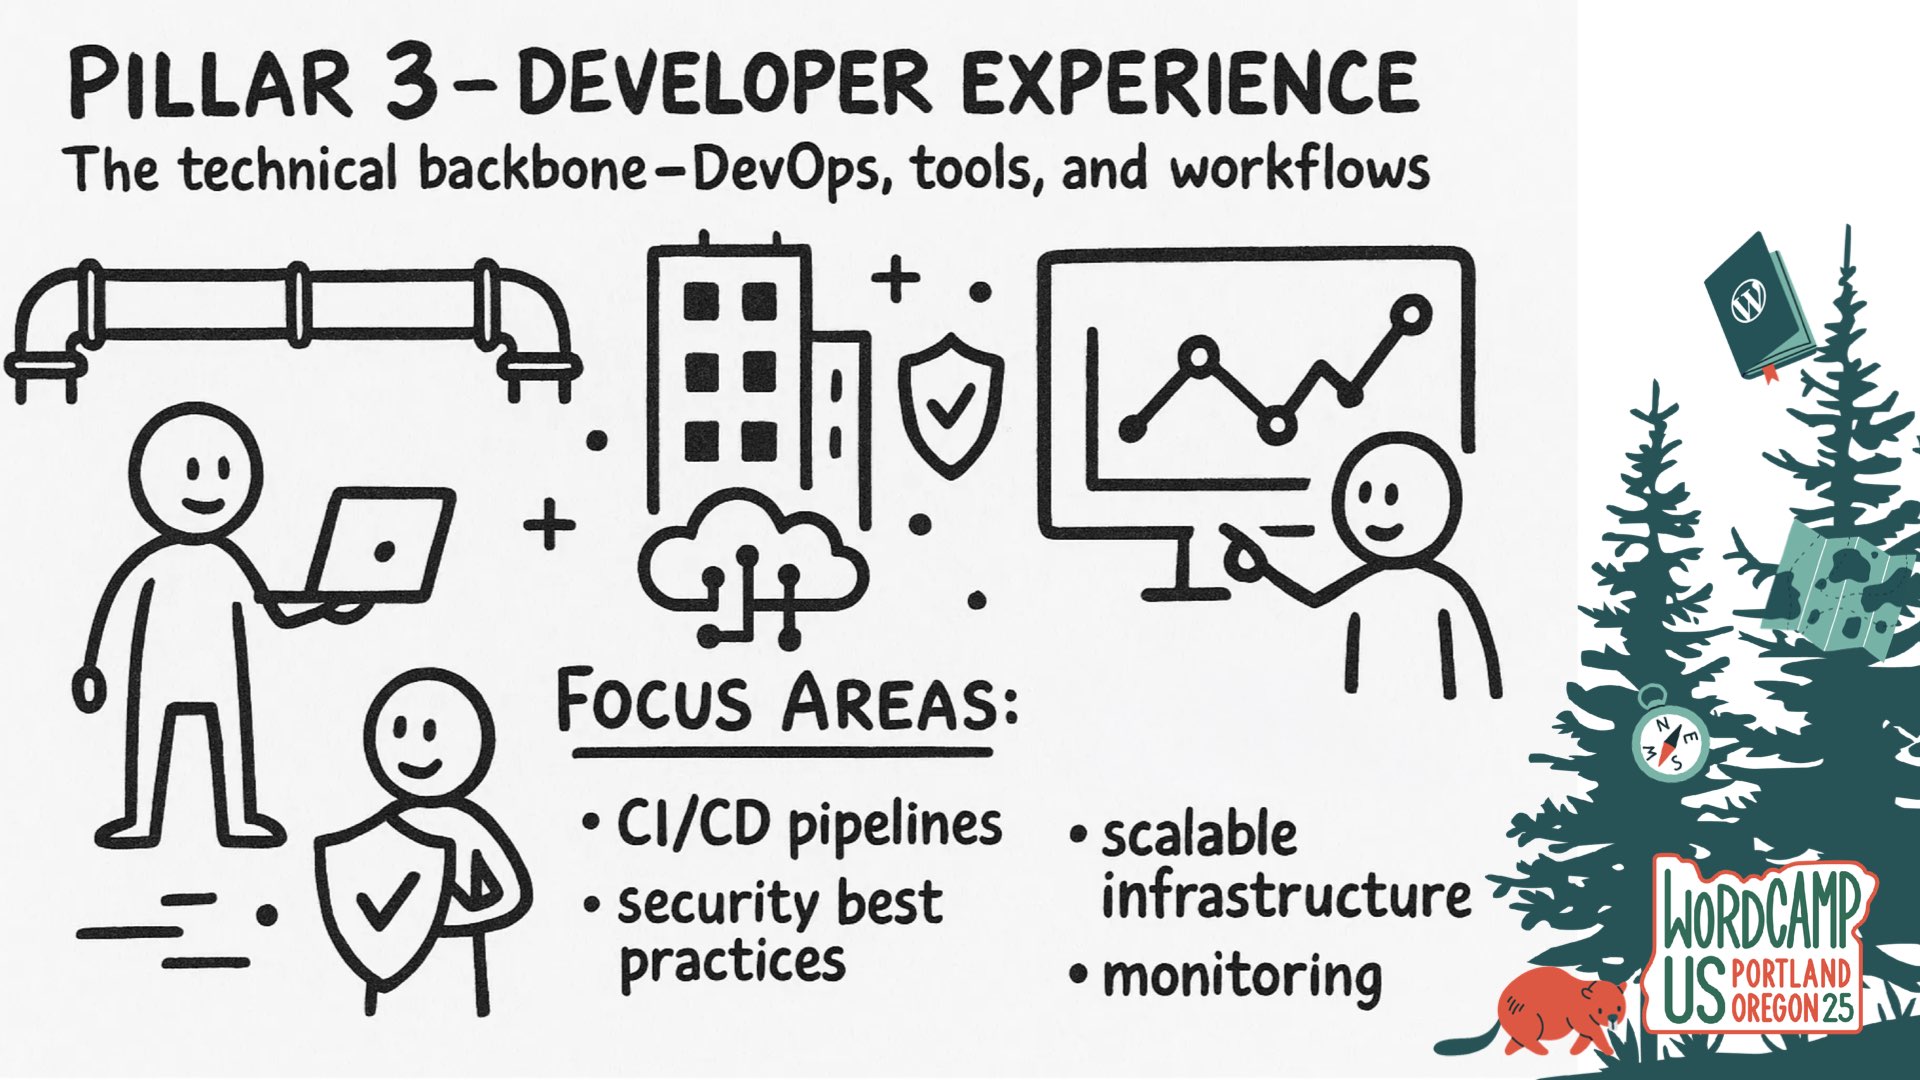 PILLAR 3 – DEVELOPER EXPERIENCE
The technical backbone–DevOps, tools, and workflows
FOCUS AREAS:
• CI/CD pipelines
• security best
practices
• scalable
infrastructure
• monitoring
W
N
E
S
W
WORDCAMP
US PORTLAND
OREGON 25